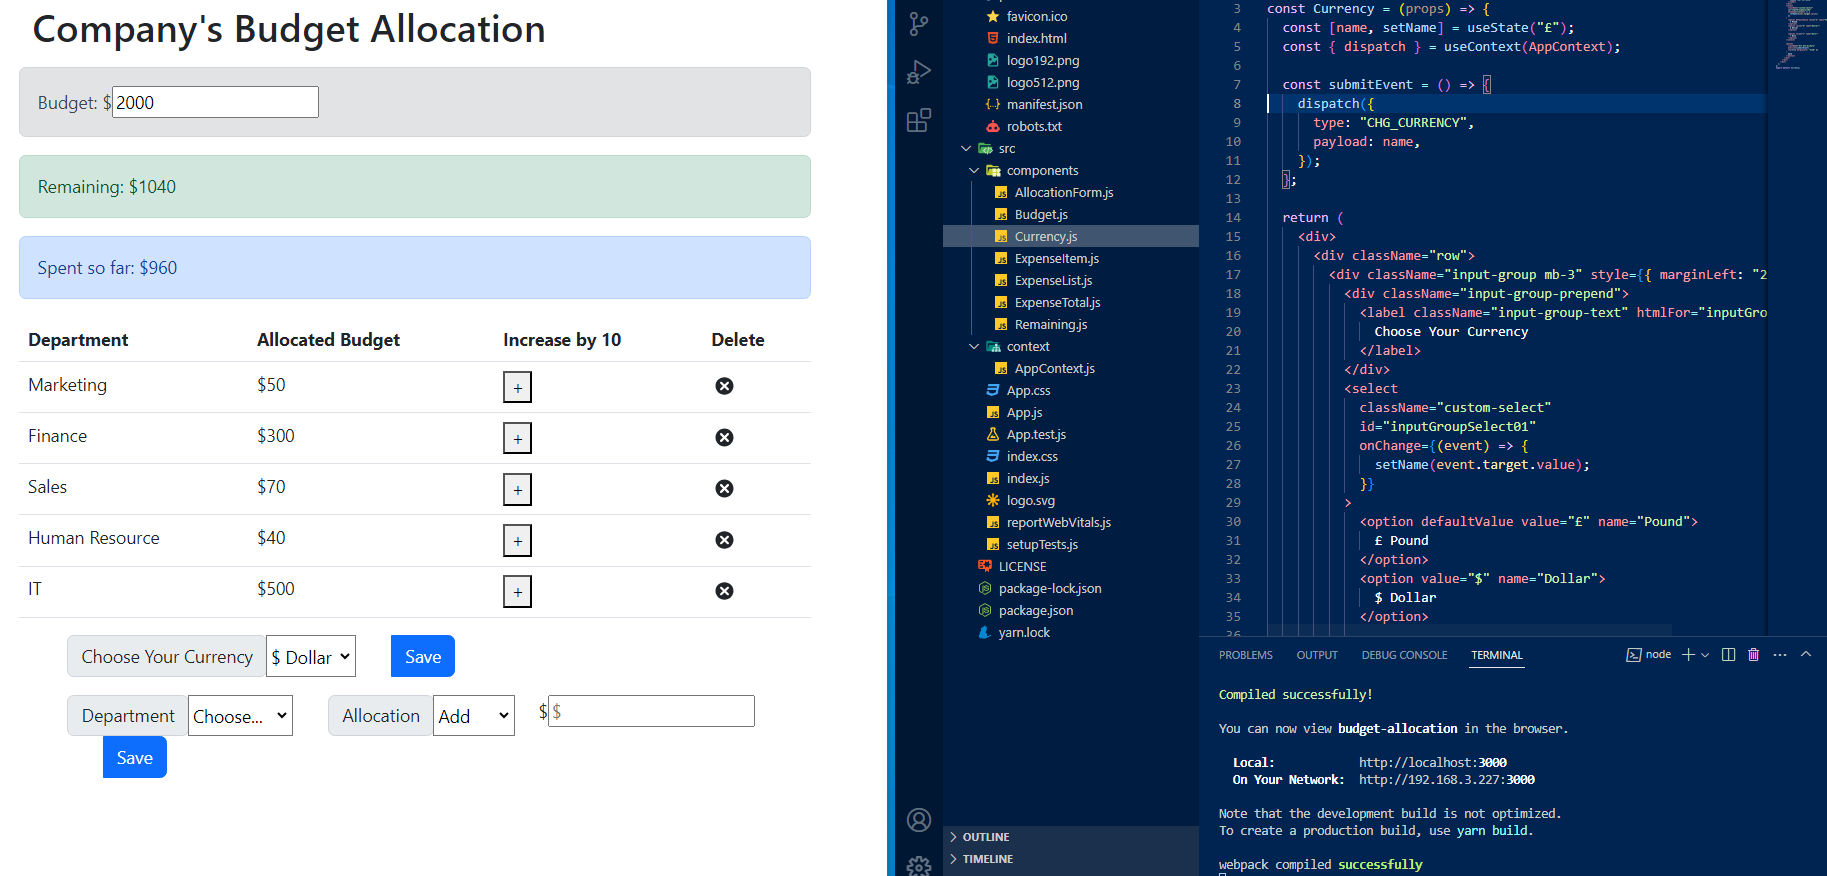 Company's Budget Allocation
Budget: $2000
Remaining: $1040
Spent so far: $960
Department Allocated Budget Increase by 10 Delete
Marketing $50 +
Finance $300 +
Sales $70 +
Human Resource $40 +
IT $500 +
Choose Your Currency $ Dollar Save
Department Choose... Allocation Add $ $
Save
favicon.ico
index.html
logo192.png
logo512.png
manifest.json
robots.txt
src
components
AllocationForm.js
Budget.js
Currency.js
ExpenseItem.js
ExpenseList.js
ExpenseTotal.js
Remaining.js
context
AppContext.js
App.css
App.js
App.test.js
index.css
index.js
logo.svg
reportWebVitals.js
setupTests.js
LICENSE
package-lock.json
package.json
yarn.lock
OUTLINE
TIMELINE
3 const Currency = (props) => {
4 const [name, setName] = useState("£");
5 const { dispatch } = useContext(AppContext);
6
7 const submitEvent = () => {
8 dispatch({
9 type: "CHG_CURRENCY",
10 payload: name,
11 });
12 };
13
14 return (
15 <div>
16 <div className="row">
17 <div className="input-group mb-3" style={{ marginLeft: "2
18 <div className="input-group-prepend">
19 <label className="input-group-text" htmlFor="inputGro
20 Choose Your Currency
21 </label>
22 </div>
23 <select
24 className="custom-select"
25 id="inputGroupSelect01"
26 onChange={(event) => {
27 setName(event.target.value);
28 }}
29 >
30 <option defaultValue value="£" name="Pound">
31 £ Pound
32 </option>
33 <option value="$" name="Dollar">
34 $ Dollar
35 </option>
36
PROBLEMS OUTPUT DEBUG CONSOLE TERMINAL node
Compiled successfully!
You can now view budget-allocation in the browser.
Local: http://localhost:3000
On Your Network: http://192.168.3.227:3000
Note that the development build is not optimized.
To create a production build, use yarn build.
webpack compiled successfully